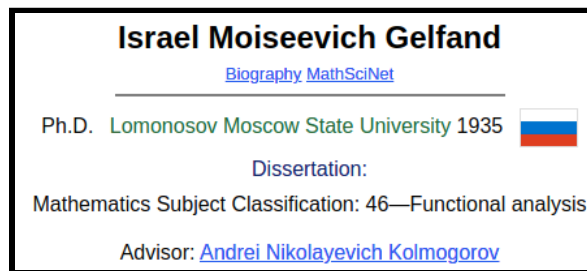 Israel Moiseevich Gelfand
Biography MathSciNet
Ph.D. Lomonosov Moscow State University 1935
Dissertation:
Mathematics Subject Classification: 46—Functional analysis
Advisor: Andrei Nikolayevich Kolmogorov